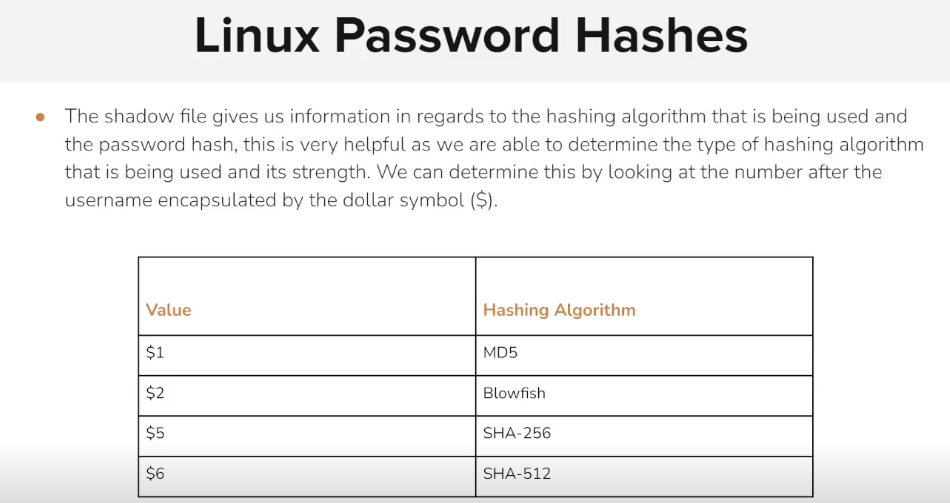 Linux Password Hashes
• The shadow file gives us information in regards to the hashing algorithm that is being used and
the password hash, this is very helpful as we are able to determine the type of hashing algorithm
that is being used and its strength. We can determine this by looking at the number after the
username encapsulated by the dollar symbol ($).
Value Hashing Algorithm
$1 MD5
$2 Blowfish
$5 SHA-256
$6 SHA-512